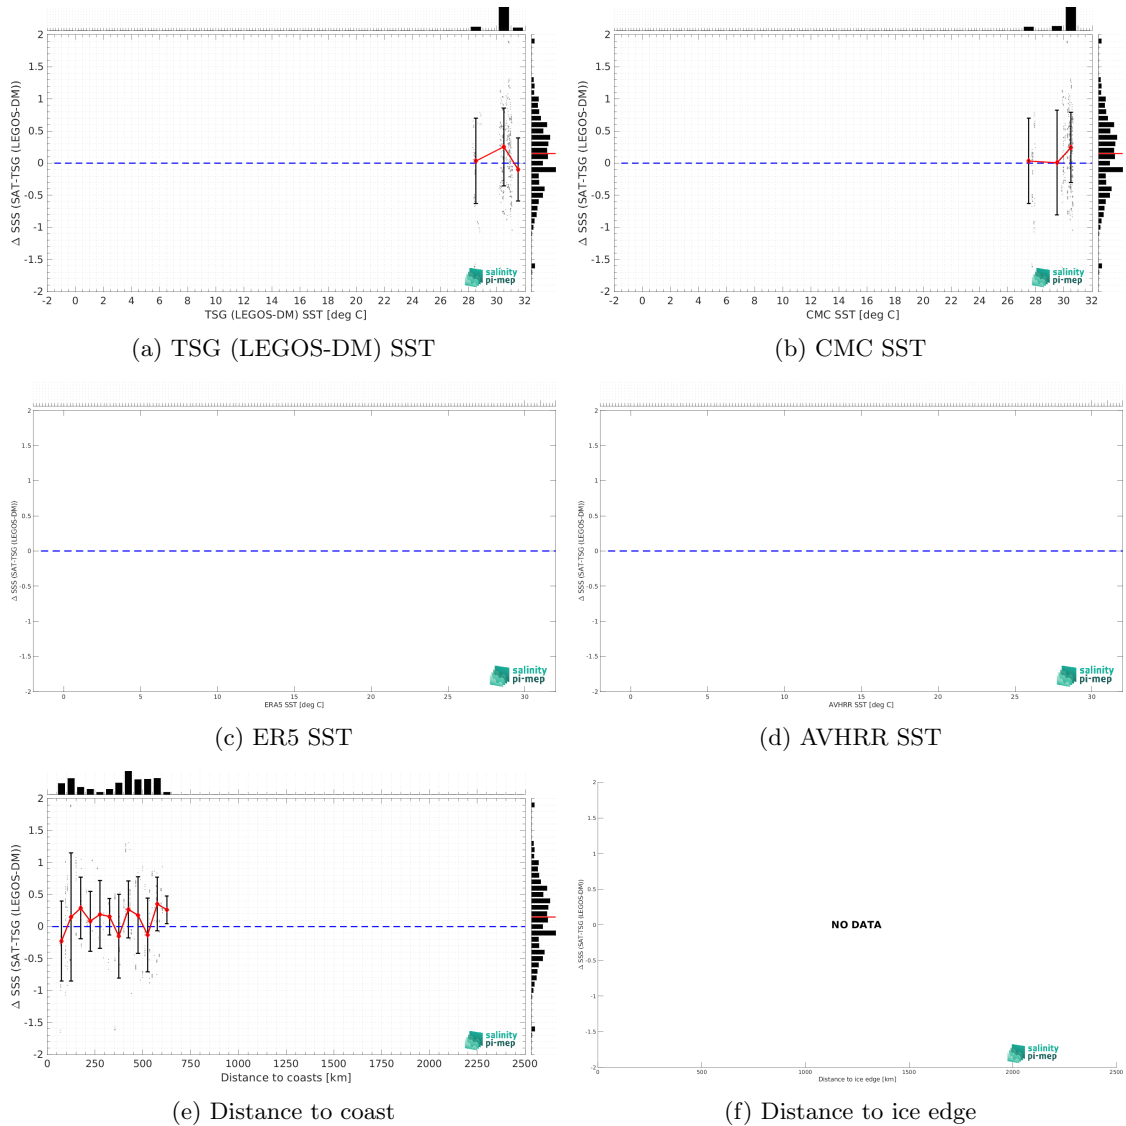 2
1.5
1
0.5
0
-0.5
-1
-1.5
-2
Δ SSS (SAT-TSG (LEGOS-DM))
-2 0 2 4 6 8 10 12 14 16 18 20 22 24 26 28 30 32
TSG (LEGOS-DM) SST [deg C]
salinity
pi-mep
(a) TSG (LEGOS-DM) SST
2
1.5
1
0.5
0
-0.5
-1
-1.5
-2
Δ SSS (SAT-TSG (LEGOS-DM))
-2 0 2 4 6 8 10 12 14 16 18 20 22 24 26 28 30 32
CMC SST [deg C]
salinity
pi-mep
(b) CMC SST
2
1.5
1
0.5
0
-0.5
-1
-1.5
-2
Δ SSS (SAT-TSG (LEGOS-DM))
0 5 10 15 20 25 30
ERA5 SST [deg C]
salinity
pi-mep
(c) ER5 SST
2
1.5
1
0.5
0
-0.5
-1
-1.5
-2
Δ SSS (SAT-TSG (LEGOS-DM))
0 5 10 15 20 25 30
AVHRR SST [deg C]
salinity
pi-mep
(d) AVHRR SST
2
1.5
1
0.5
0
-0.5
-1
-1.5
-2
Δ SSS (SAT-TSG (LEGOS-DM))
0 250 500 750 1000 1250 1500 1750 2000 2250 2500
Distance to coasts [km]
salinity
pi-mep
(e) Distance to coast
2
1.5
1
0.5
0
-0.5
-1
-1.5
-2
Δ SSS (SAT-TSG (LEGOS-DM))
NO DATA
0 500 1000 1500 2000 2500
Distance to ice edge [km]
salinity
pi-mep
(f) Distance to ice edge